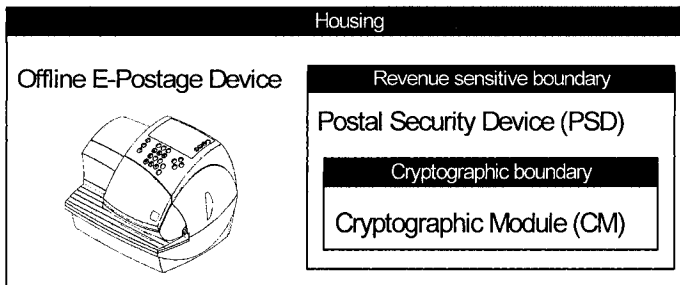 Housing
Offline E-Postage Device
Revenue sensitive boundary
Postal Security Device (PSD)
Cryptographic boundary
Cryptographic Module (CM)